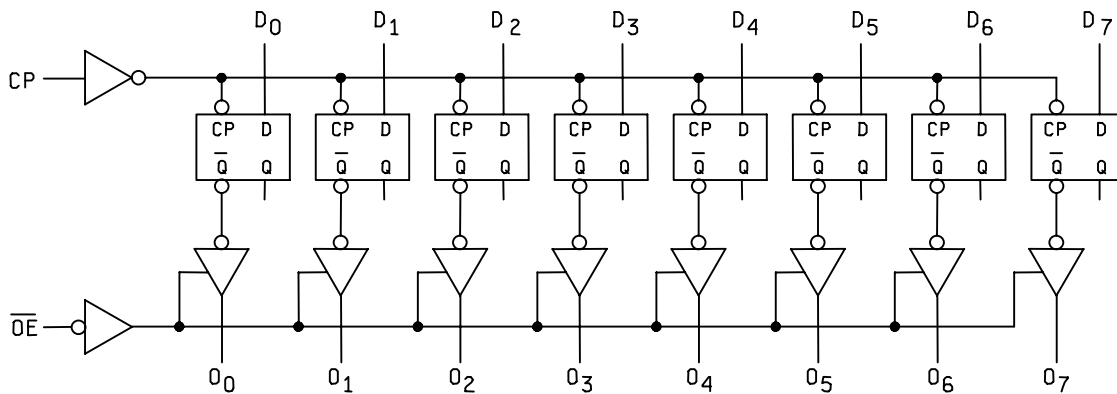 D0 D1 D2 D3 D4 D5 D6 D7
CP
CP D CP D CP D CP D CP D CP D CP D CP D
Q̅ Q Q̅ Q Q̅ Q Q̅ Q Q̅ Q Q̅ Q Q̅ Q Q̅ Q
O̅E̅
O0 O1 O2 O3 O4 O5 O6 O7